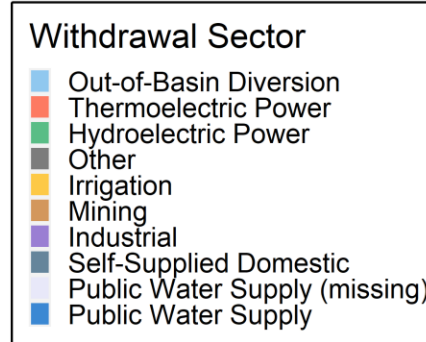 Withdrawal Sector
Out-of-Basin Diversion
Thermoelectric Power
Hydroelectric Power
Other
Irrigation
Mining
Industrial
Self-Supplied Domestic
Public Water Supply (missing)
Public Water Supply